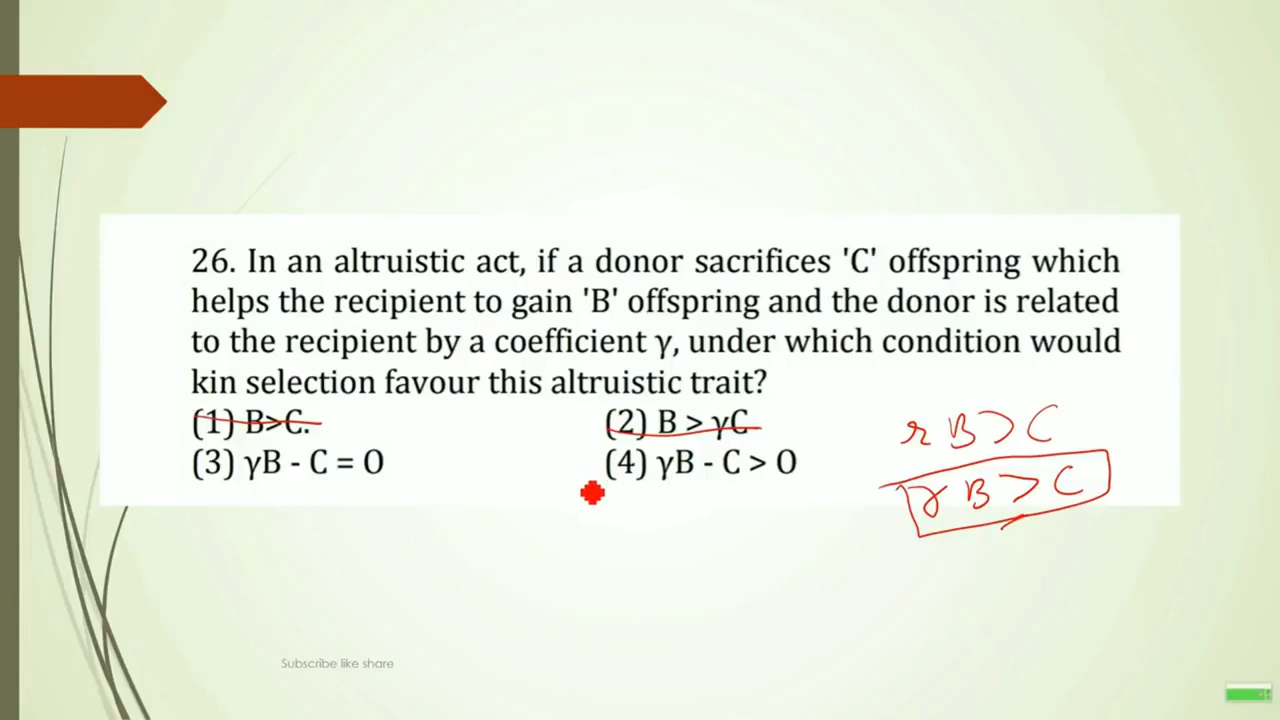 26. In an altruistic act, if a donor sacrifices 'C' offspring which
helps the recipient to gain 'B' offspring and the donor is related
to the recipient by a coefficient γ, under which condition would
kin selection favour this altruistic trait?
(1) B>C.
(2) B > γC
(3) γB - C = O
(4) γB - C > O
r B > C
γ B > C
Subscribe like share